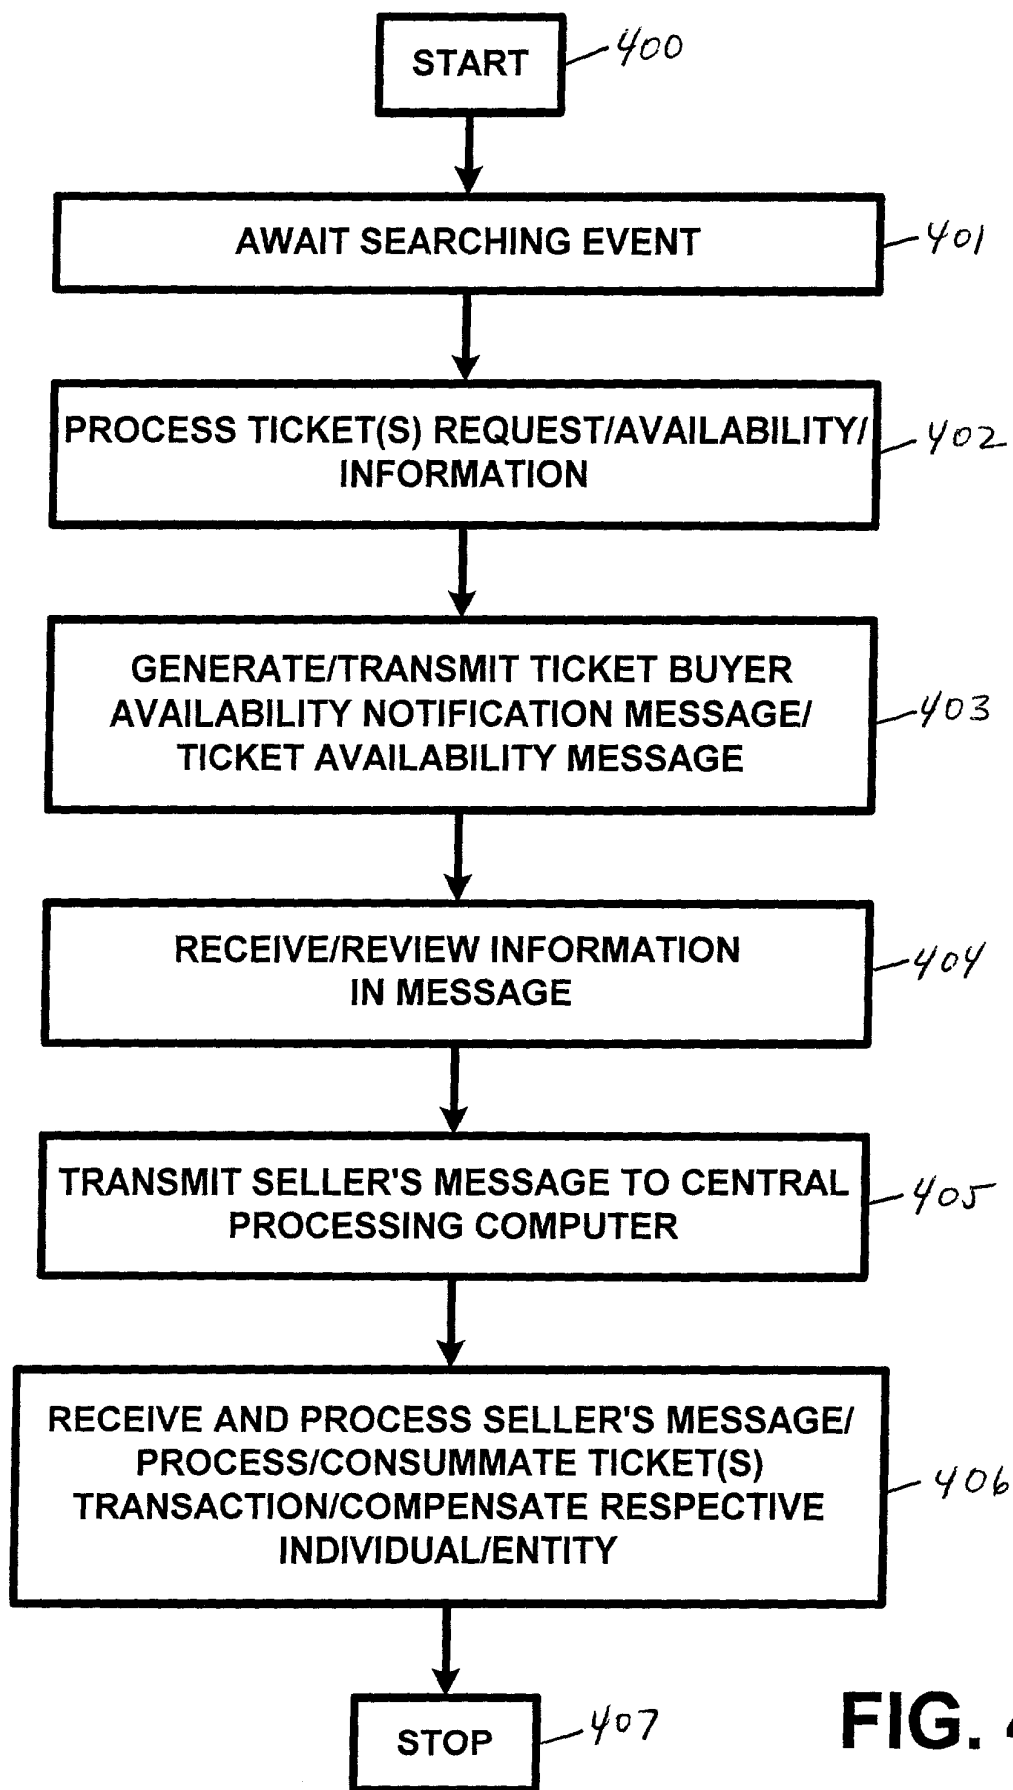 START
400
AWAIT SEARCHING EVENT
401
PROCESS TICKET(S) REQUEST/AVAILABILITY/
INFORMATION
402
GENERATE/TRANSMIT TICKET BUYER
AVAILABILITY NOTIFICATION MESSAGE/
TICKET AVAILABILITY MESSAGE
403
RECEIVE/REVIEW INFORMATION
IN MESSAGE
404
TRANSMIT SELLER'S MESSAGE TO CENTRAL
PROCESSING COMPUTER
405
RECEIVE AND PROCESS SELLER'S MESSAGE/
PROCESS/CONSUMMATE TICKET(S)
TRANSACTION/COMPENSATE RESPECTIVE
INDIVIDUAL/ENTITY
406
STOP
407
FIG. 4